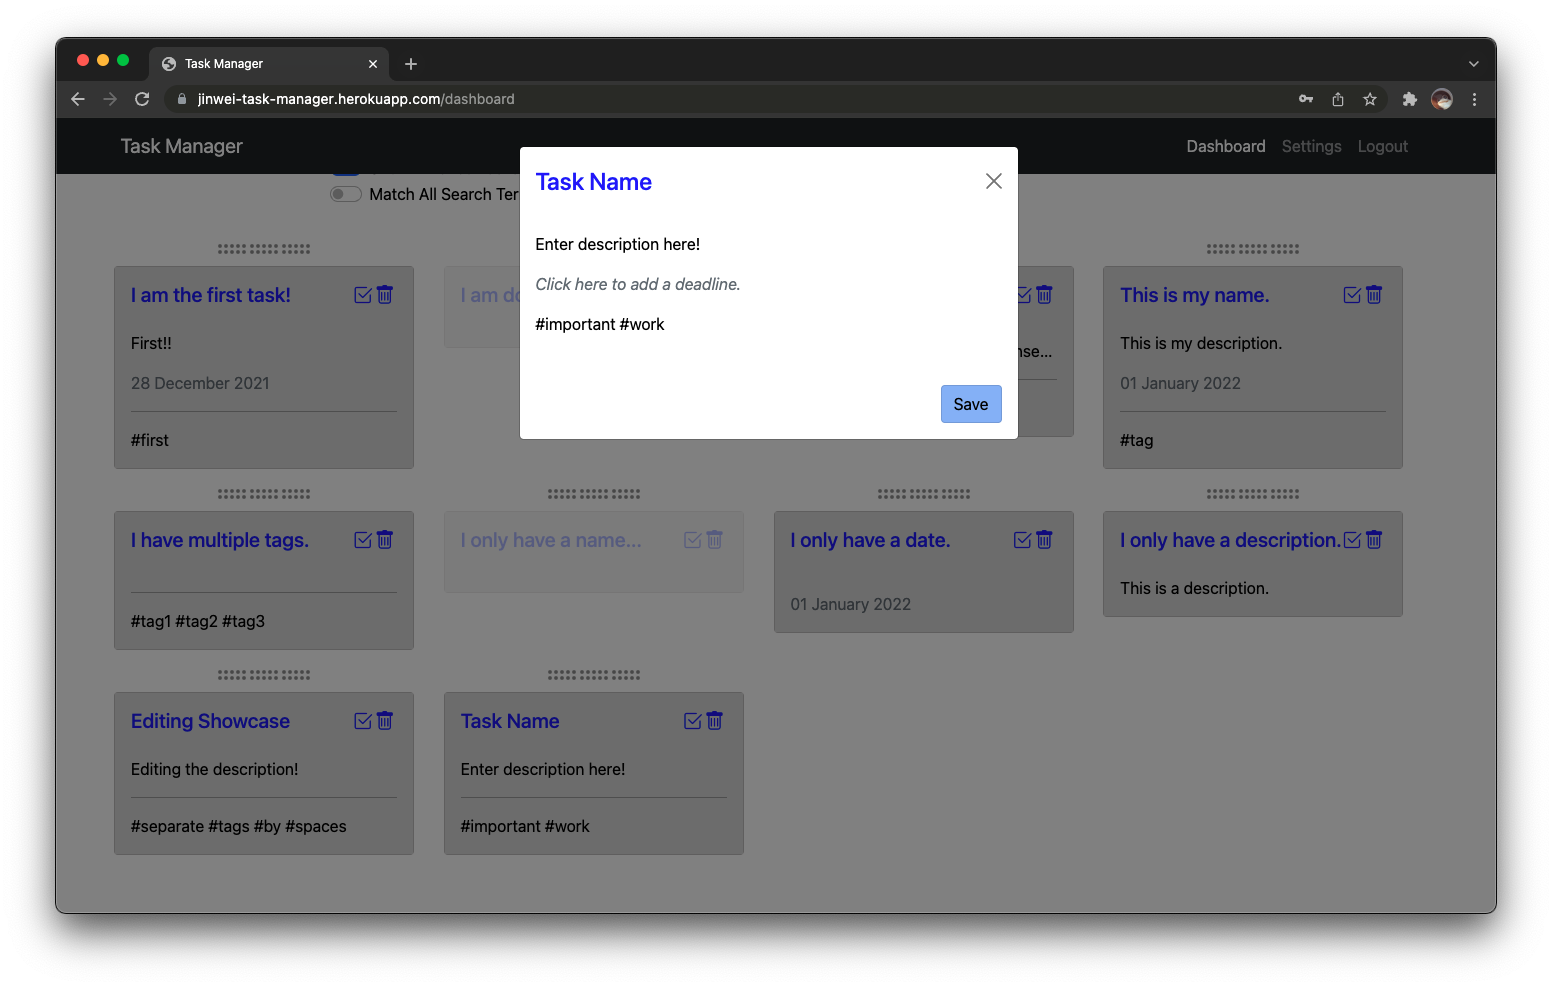 Task Manager
jinwei-task-manager.herokuapp.com/dashboard
Task Manager
Dashboard Settings Logout
Match All Search Ter
Task Name
Enter description here!
Click here to add a deadline.
#important #work
Save
I am the first task!
First!!
28 December 2021
#first
I am do
nse...
This is my name.
This is my description.
01 January 2022
#tag
I have multiple tags.
#tag1 #tag2 #tag3
I only have a name...
I only have a date.
01 January 2022
I only have a description.
This is a description.
Editing Showcase
Editing the description!
#separate #tags #by #spaces
Task Name
Enter description here!
#important #work